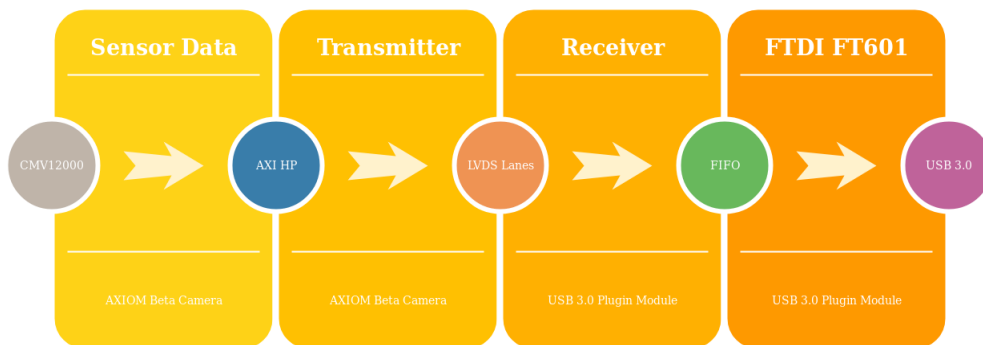 Sensor Data
Transmitter
Receiver
FTDI FT601
CMV12000
AXI HP
LVDS Lanes
FIFO
USB 3.0
AXIOM Beta Camera
AXIOM Beta Camera
USB 3.0 Plugin Module
USB 3.0 Plugin Module